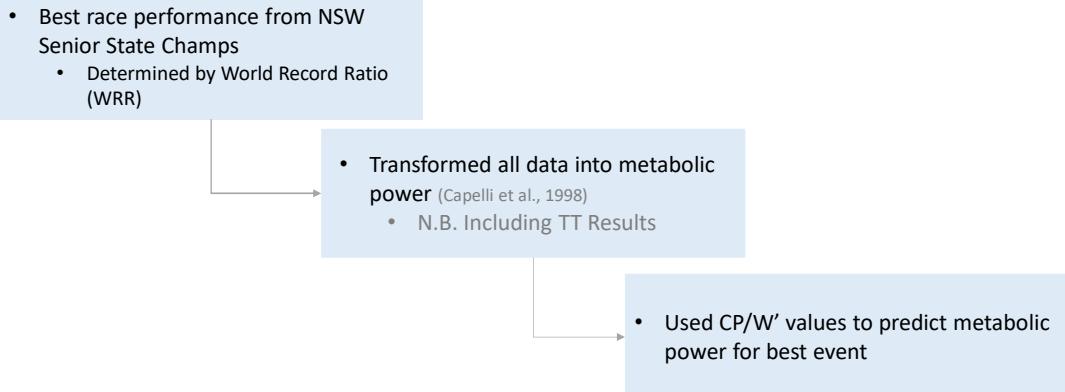 • Best race performance from NSW
Senior State Champs
• Determined by World Record Ratio
(WRR)
• Transformed all data into metabolic
power (Capelli et al., 1998)
• N.B. Including TT Results
• Used CP/W’ values to predict metabolic
power for best event